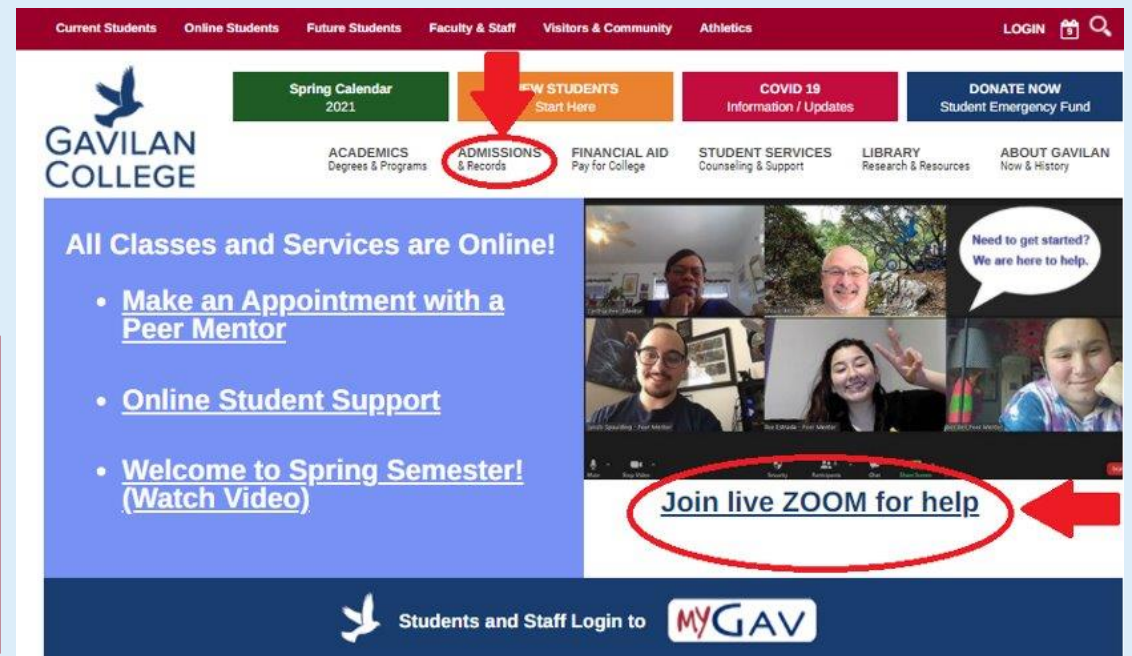 Current Students Online Students Future Students Faculty & Staff Visitors & Community Athletics LOGIN
Spring Calendar
2021
STUDENTS
Start Here
COVID 19
Information / Updates
DONATE NOW
Student Emergency Fund
GAVILAN
COLLEGE
ACADEMICS
Degrees & Programs
ADMISSIONS
& Records
FINANCIAL AID
Pay for College
STUDENT SERVICES
Counseling & Support
LIBRARY
Research & Resources
ABOUT GAVILAN
Now & History
All Classes and Services are Online!
• Make an Appointment with a
Peer Mentor
• Online Student Support
• Welcome to Spring Semester!
(Watch Video)
Need to get started?
We are here to help.
Join live ZOOM for help
Students and Staff Login to MYGAV